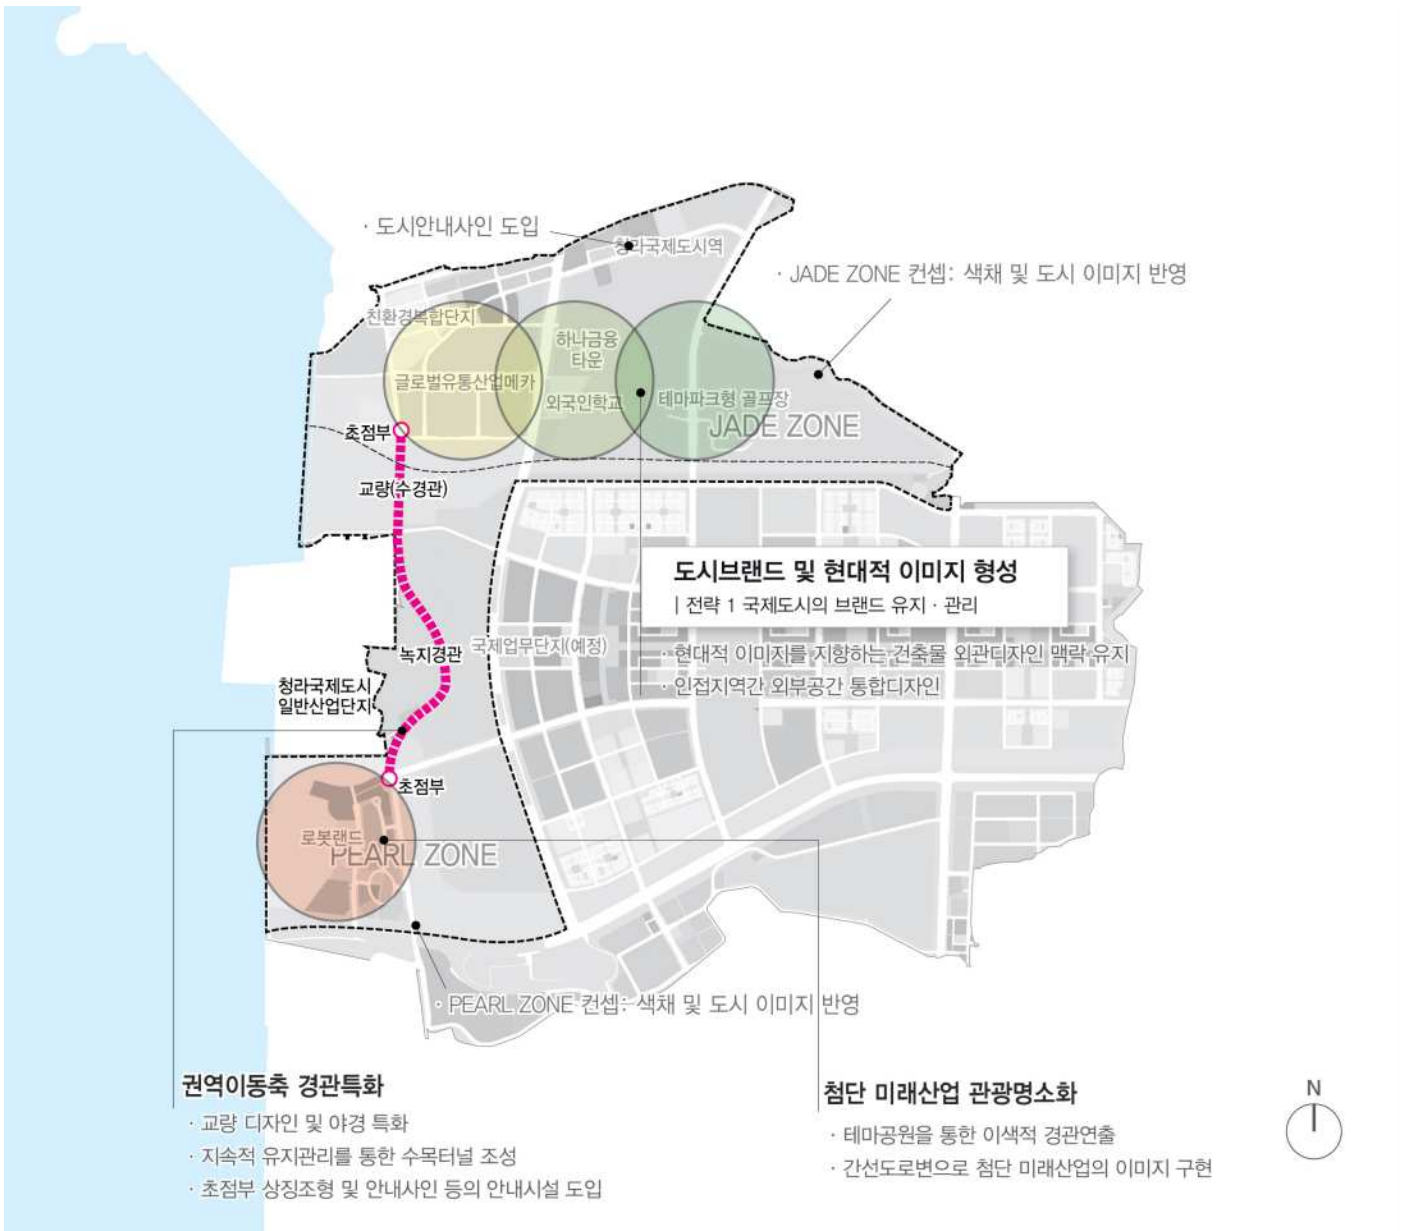 · 도시안내사인 도입
청라국제도시역
· JADE ZONE 컨셉: 색채 및 도시 이미지 반영
친환경복합단지
하나금융
타운
글로벌유통산업메카
외국인학교
테마파크형 골프장
JADE ZONE
초점부
교량(수경관)
도시브랜드 및 현대적 이미지 형성
| 전략 1 국제도시의 브랜드 유지 · 관리
녹지경관
국제업무단지(예정)
· 현대적 이미지를 지향하는 건축물 외관디자인 맥락 유지
· 인접지역간 외부공간 통합디자인
청라국제도시
일반산업단지
초점부
로봇랜드
PEARL ZONE
· PEARL ZONE 컨셉: 색채 및 도시 이미지 반영
권역이동축 경관특화
· 교량 디자인 및 야경 특화
· 지속적 유지관리를 통한 수목터널 조성
· 초점부 상징조형 및 안내사인 등의 안내시설 도입
첨단 미래산업 관광명소화
· 테마공원을 통한 이색적 경관연출
· 간선도로변으로 첨단 미래산업의 이미지 구현
N